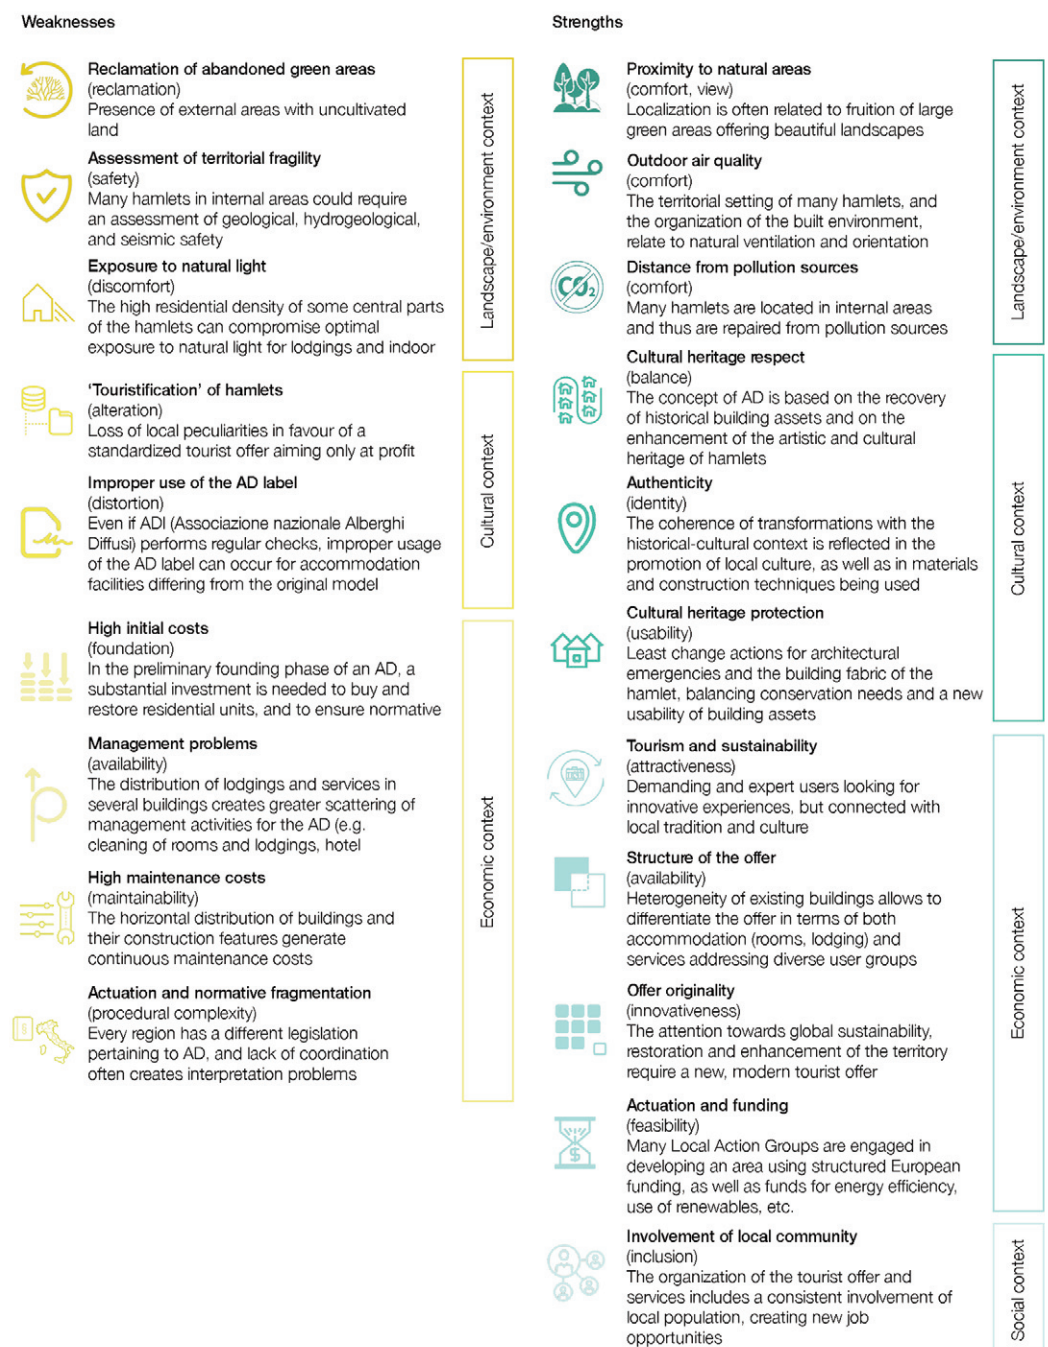 Weaknesses
Reclamation of abandoned green areas
(reclamation)
Presence of external areas with uncultivated
land
Assessment of territorial fragility
(safety)
Many hamlets in internal areas could require
an assessment of geological, hydrogeological,
and seismic safety
Exposure to natural light
(discomfort)
The high residential density of some central parts
of the hamlets can compromise optimal
exposure to natural light for lodgings and indoor
Landscape/environment context
'Touristification' of hamlets
(alteration)
Loss of local peculiarities in favour of a
standardized tourist offer aiming only at profit
Improper use of the AD label
(distortion)
Even if ADI (Associazione nazionale Alberghi
Diffusi) performs regular checks, improper usage
of the AD label can occur for accommodation
facilities differing from the original model
Cultural context
High initial costs
(foundation)
In the preliminary founding phase of an AD, a
substantial investment is needed to buy and
restore residential units, and to ensure normative
Management problems
(availability)
The distribution of lodgings and services in
several buildings creates greater scattering of
management activities for the AD (e.g.
cleaning of rooms and lodgings, hotel
High maintenance costs
(maintainability)
The horizontal distribution of buildings and
their construction features generate
continuous maintenance costs
Actuation and normative fragmentation
(procedural complexity)
Every region has a different legislation
pertaining to AD, and lack of coordination
often creates interpretation problems
Economic context
Strengths
Proximity to natural areas
(comfort, view)
Localization is often related to fruition of large
green areas offering beautiful landscapes
Outdoor air quality
(comfort)
The territorial setting of many hamlets, and
the organization of the built environment,
relate to natural ventilation and orientation
CO2
Distance from pollution sources
(comfort)
Many hamlets are located in internal areas
and thus are repaired from pollution sources
Landscape/environment context
Cultural heritage respect
(balance)
The concept of AD is based on the recovery
of historical building assets and on the
enhancement of the artistic and cultural
heritage of hamlets
Authenticity
(identity)
The coherence of transformations with the
historical-cultural context is reflected in the
promotion of local culture, as well as in materials
and construction techniques being used
Cultural heritage protection
(usability)
Least change actions for architectural
emergencies and the building fabric of the
hamlet, balancing conservation needs and a new
usability of building assets
Cultural context
Tourism and sustainability
(attractiveness)
Demanding and expert users looking for
innovative experiences, but connected with
local tradition and culture
Structure of the offer
(availability)
Heterogeneity of existing buildings allows to
differentiate the offer in terms of both
accommodation (rooms, lodging) and
services addressing diverse user groups
Offer originality
(innovativeness)
The attention towards global sustainability,
restoration and enhancement of the territory
require a new, modern tourist offer
$
Actuation and funding
(feasibility)
Many Local Action Groups are engaged in
developing an area using structured European
funding, as well as funds for energy efficiency,
use of renewables, etc.
Economic context
Involvement of local community
(inclusion)
The organization of the tourist offer and
services includes a consistent involvement of
local population, creating new job
opportunities
Social context